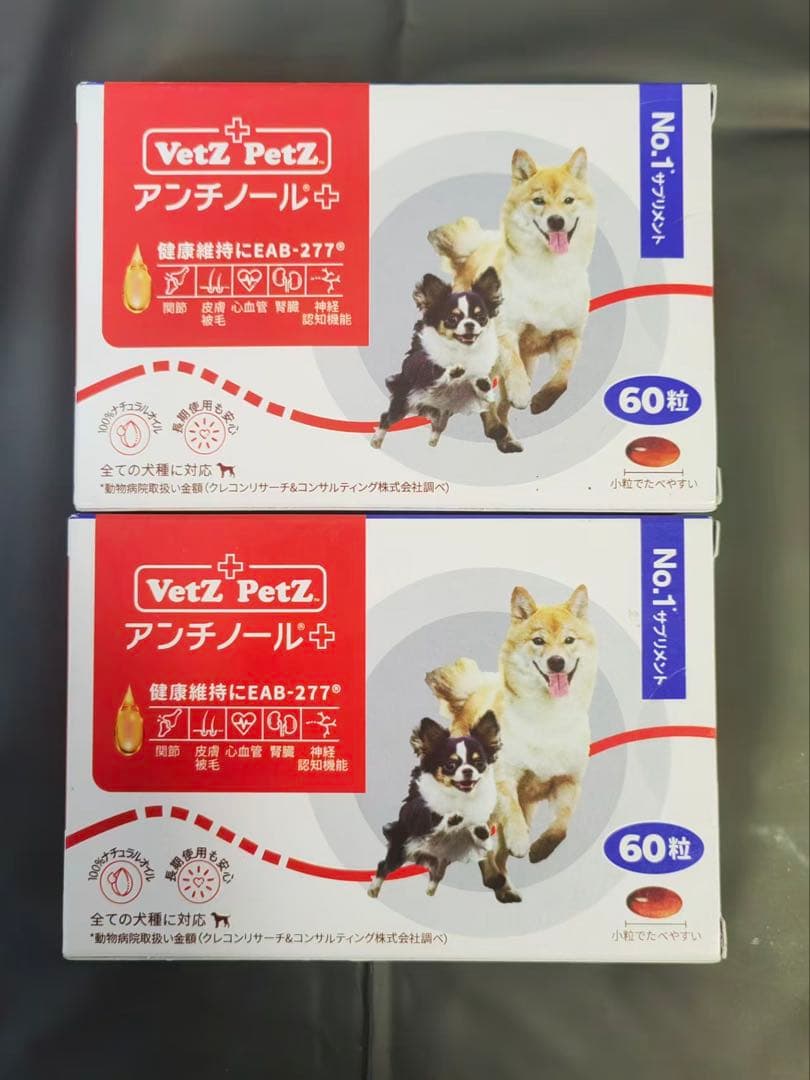 VetZ PetZ™
アンチノール®+
健康維持にEAB-277®
関節 皮膚被毛 心血管 腎臓 神経認知機能
No.1*サプリメント
60粒
小粒でたべやすい
100%ナチュラルオイル
長期使用も安心
全ての犬種に対応
*動物病院取扱い金額(クレコンリサーチ&コンサルティング株式会社調べ)
VetZ PetZ™
アンチノール®+
健康維持にEAB-277®
関節 皮膚被毛 心血管 腎臓 神経認知機能
No.1*サプリメント
60粒
小粒でたべやすい
100%ナチュラルオイル
長期使用も安心
全ての犬種に対応
*動物病院取扱い金額(クレコンリサーチ&コンサルティング株式会社調べ)